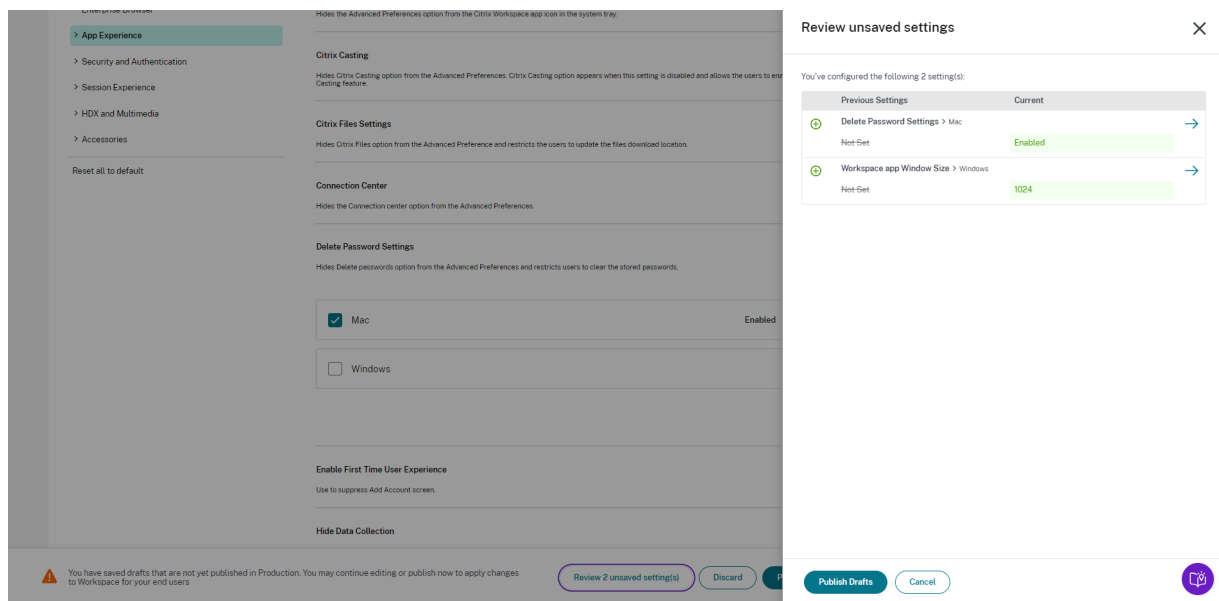 Enterprise Browser
> App Experience
> Security and Authentication
> Session Experience
> HDX and Multimedia
> Accessories
Reset all to default
Hides the Advanced Preferences option from the Citrix Workspace app icon in the system tray.
Citrix Casting
Hides Citrix Casting option from the Advanced Preferences. Citrix Casting option appears when this setting is disabled and allows the users to
Casting feature.
Citrix Files Settings
Hides Citrix Files option from the Advanced Preference and restricts the users to update the files download location.
Connection Center
Hides the Connection center option from the Advanced Preferences.
Delete Password Settings
Hides Delete passwords option from the Advanced Preferences and restricts users to clear the stored passwords.
Mac
Enabled
Windows
Enable First Time User Experience
Use to suppress Add Account screen.
Hide Data Collection
You have saved drafts that are not yet published in Production. You may continue editing or publish now to apply changes
to Workspace for your end users
Review 2 unsaved setting(s)
Discard
P
Review unsaved settings
You've configured the following 2 setting(s):
Previous Settings
Current
Delete Password Settings > Mac
Not Set
Enabled
Workspace app Window Size > Windows
Not Set
1024
Publish Drafts
Cancel